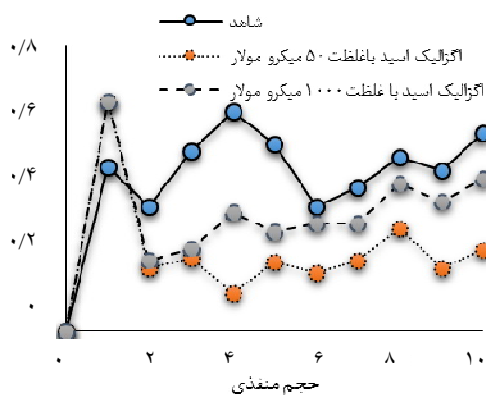 شاهد
اگزالیک اسید باغلظت ۵۰ میکرو مولار
اگزالیک اسید با غلظت ۱۰۰۰ میکرو مولار
۰/۸
۰/۶
۰/۴
۰/۲
۰
۰ ۲ ۴ ۶ ۸ ۱۰
حجم منفذی